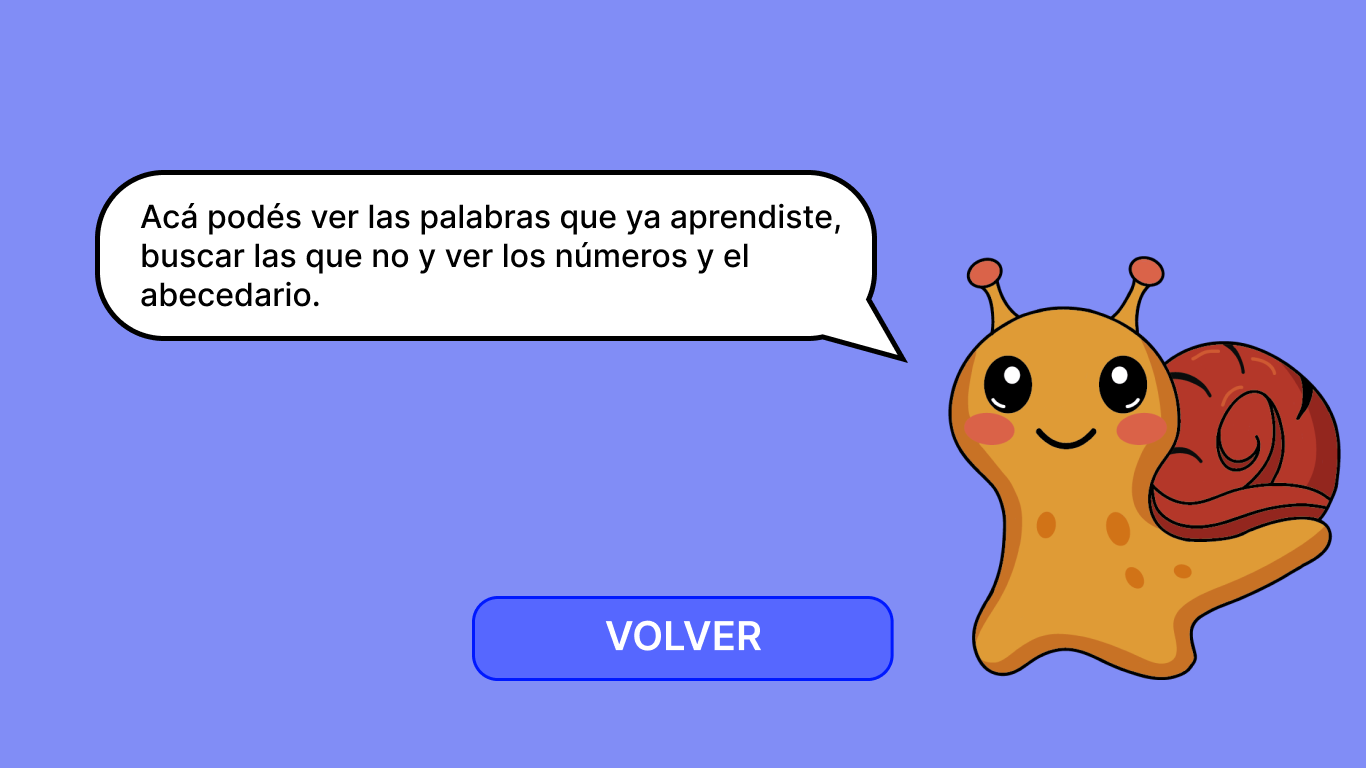 Acá podés ver las palabras que ya aprendiste,
buscar las que no y ver los números y el
abecedario.
VOLVER